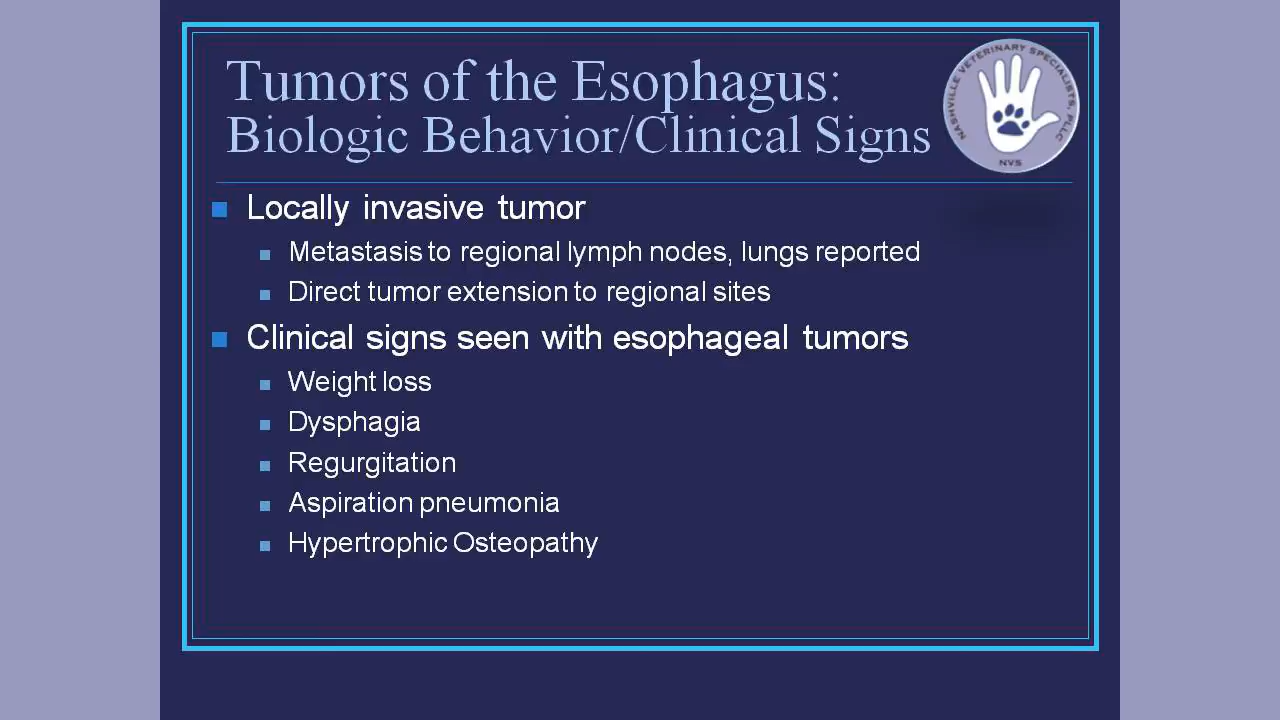 Tumors of the Esophagus:
Biologic Behavior/Clinical Signs
NASHVILLE VETERINARY SPECIALISTS, PLLC
NVS
Locally invasive tumor
Metastasis to regional lymph nodes, lungs reported
Direct tumor extension to regional sites
Clinical signs seen with esophageal tumors
Weight loss
Dysphagia
Regurgitation
Aspiration pneumonia
Hypertrophic Osteopathy